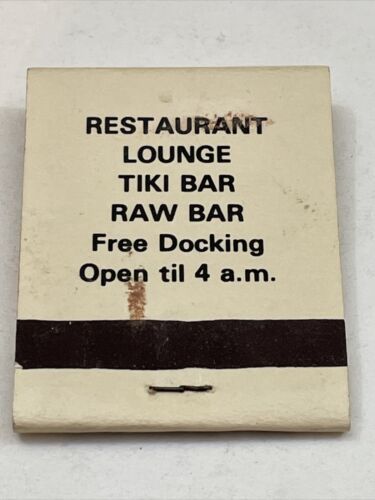 RESTAURANT
LOUNGE
TIKI BAR
RAW BAR
Free Docking
Open til 4 a.m.